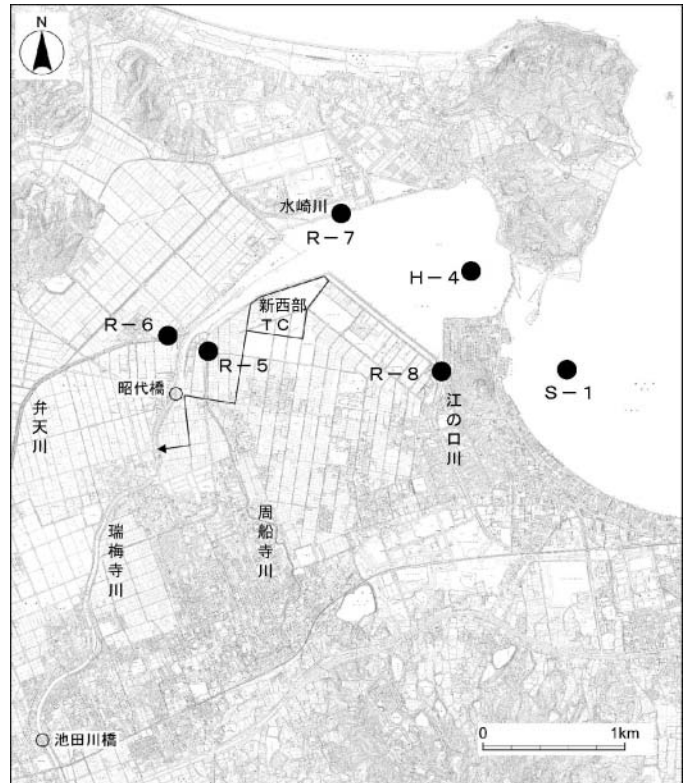 N
水崎川
R-7
H-4
新西部
TC
R-6
R-5
昭代橋
R-8
S-1
弁天川
江の口川
瑞梅寺川
周船寺川
池田川橋
0
1km